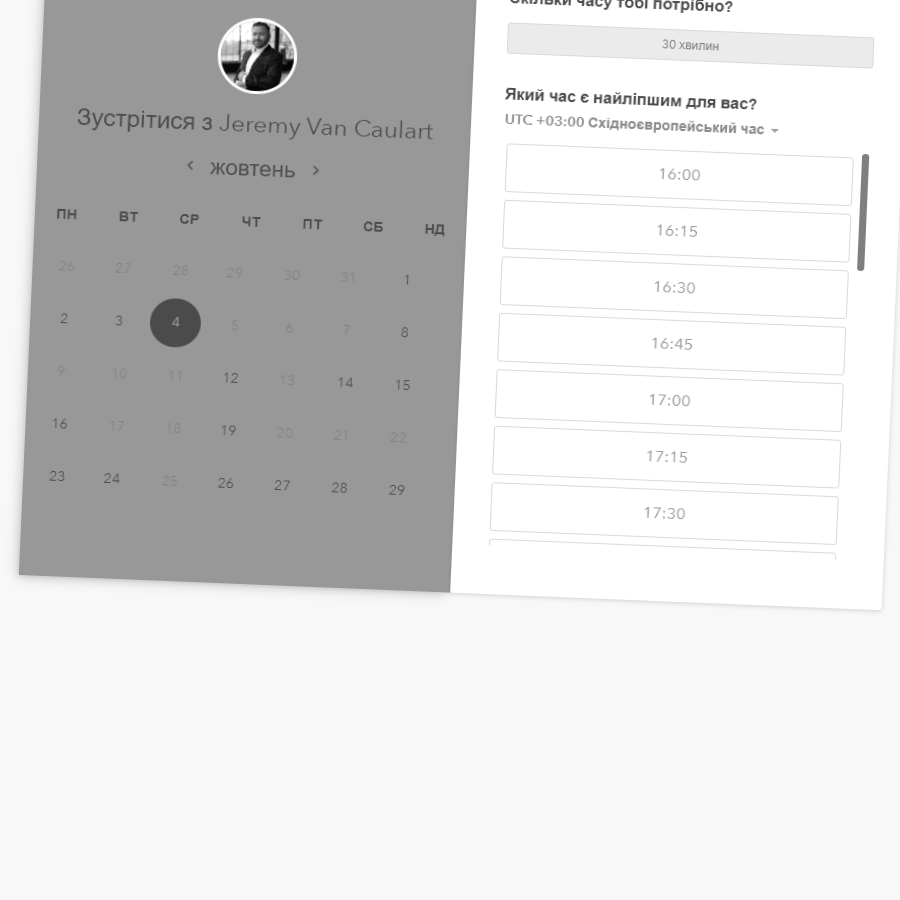 Зустрітися з Jeremy Van Caulart
‹ жовтень ›
ПН ВТ СР ЧТ ПТ СБ НД
26 27 28 29 30 31 1
2 3 4 5 6 7 8
9 10 11 12 13 14 15
16 17 18 19 20 21 22
23 24 25 26 27 28 29
Скільки часу тобі потрібно?
30 хвилин
Який час є найліпшим для вас?
UTC +03:00 Східноєвропейський час
16:00
16:15
16:30
16:45
17:00
17:15
17:30